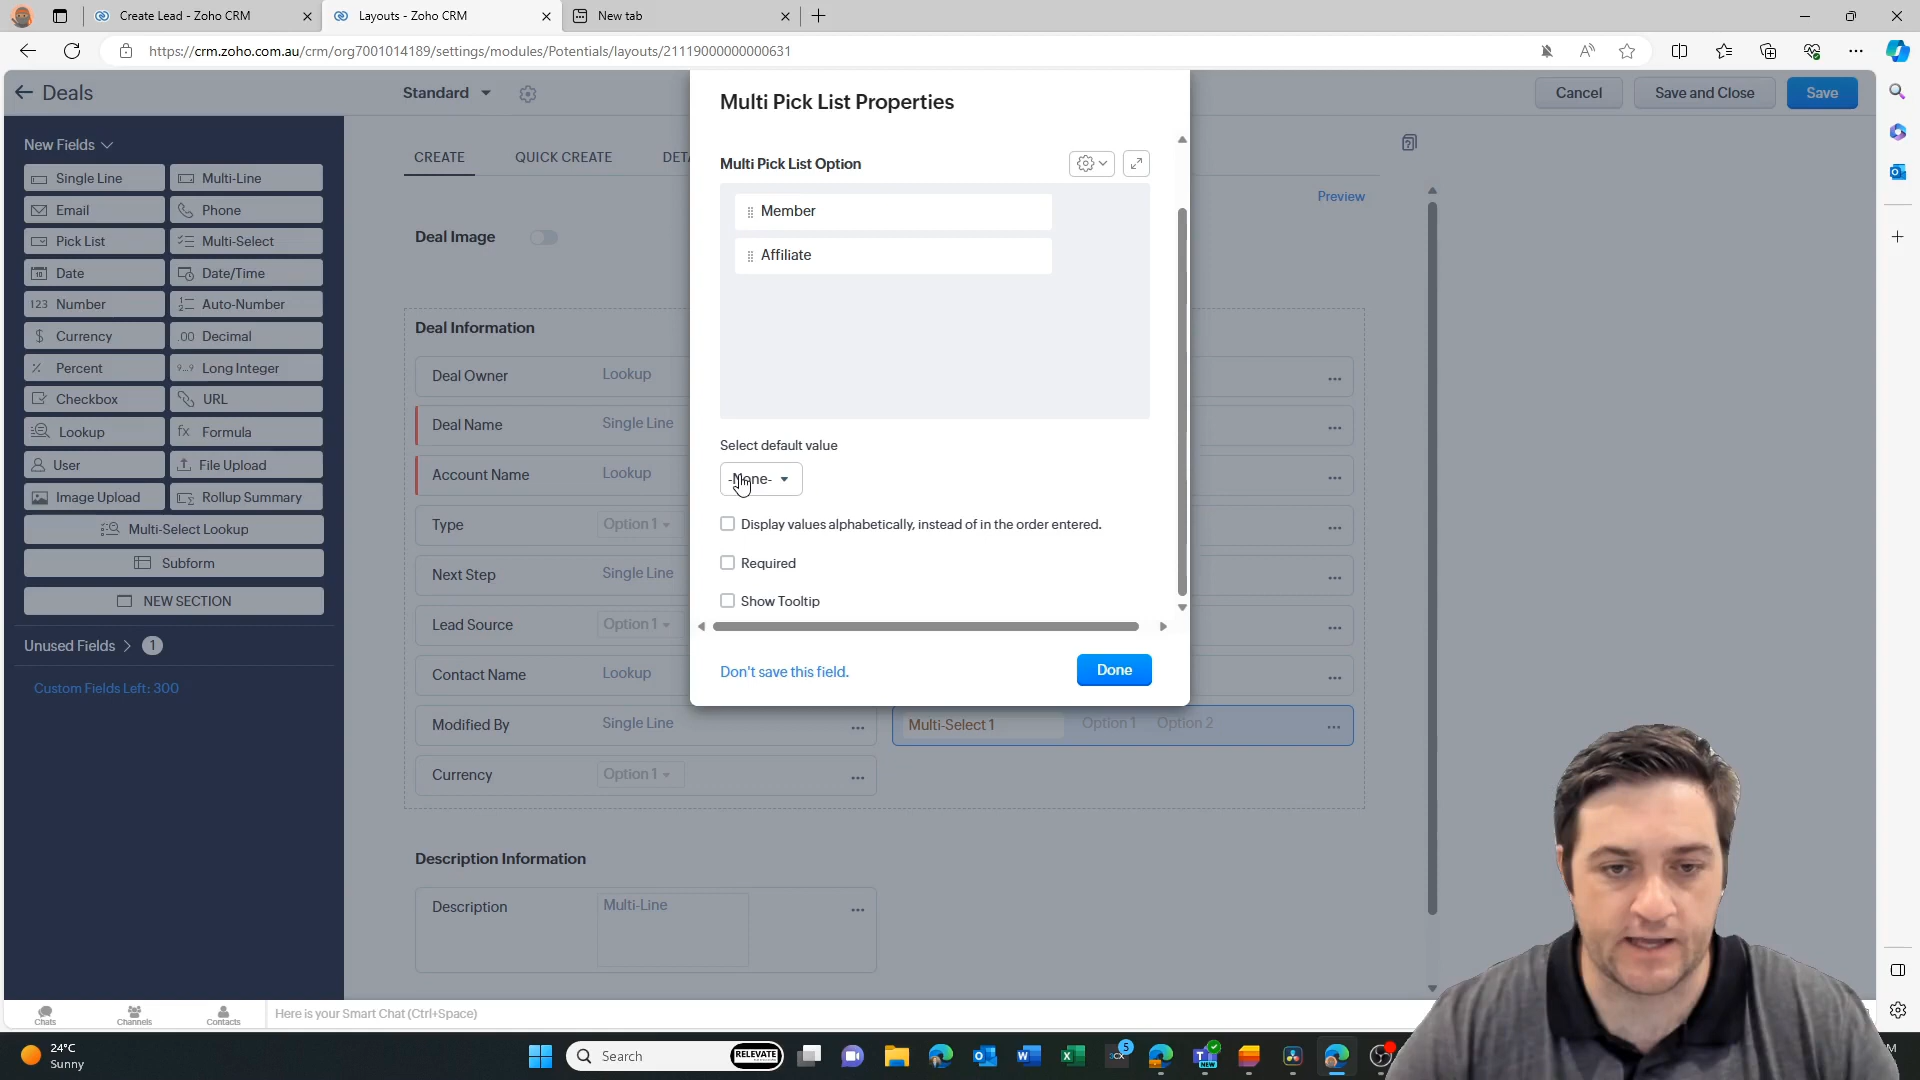 Create Lead - Zoho CRM
Layouts - Zoho CRM
New tab
https://crm.zoho.com.au/crm/org7001014189/settings/modules/Potentials/layouts/21119000000000631
Deals
Standard
Cancel
Save and Close
Save
New Fields
Single Line
Multi-Line
Email
Phone
Pick List
Multi-Select
Date
Date/Time
Number
Auto-Number
Currency
Decimal
Percent
Long Integer
Checkbox
URL
Lookup
Formula
User
File Upload
Image Upload
Rollup Summary
Multi-Select Lookup
Subform
NEW SECTION
Unused Fields
1
Custom Fields Left: 300
CREATE
QUICK CREATE
Preview
Deal Image
Deal Information
Deal Owner
Lookup
Deal Name
Single Line
Account Name
Lookup
Type
Option 1
Next Step
Single Line
Lead Source
Option 1
Contact Name
Lookup
Modified By
Single Line
Multi-Select 1
Option 1
Option 2
Currency
Option 1
Description Information
Description
Multi-Line
Multi Pick List Properties
Multi Pick List Option
Member
Affiliate
Select default value
-None-
Display values alphabetically, instead of in the order entered.
Required
Show Tooltip
Don't save this field.
Done
Chats
Channels
Contacts
Here is your Smart Chat (Ctrl+Space)
24°C
Sunny
Search
RELEVATE
5
NEW